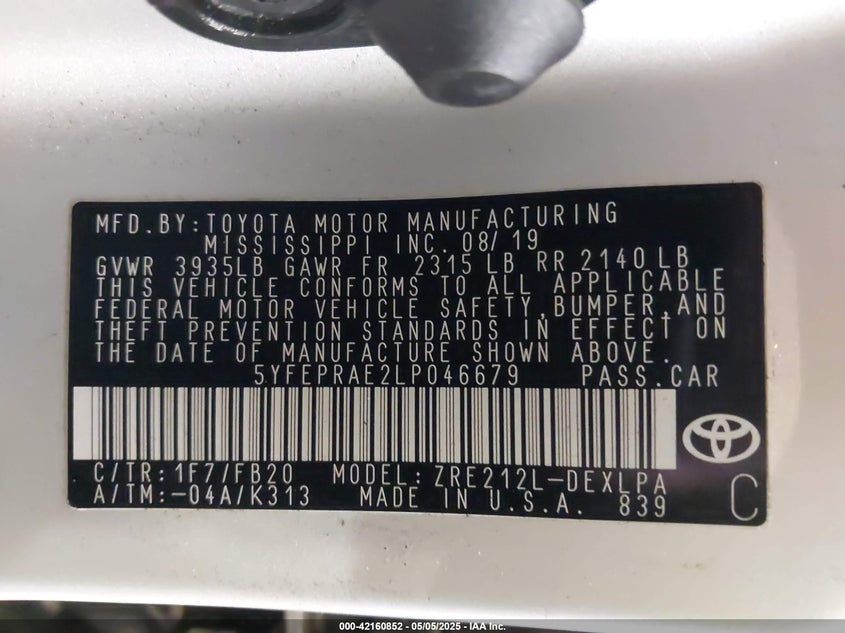 MFD.BY:TOYOTA MOTOR MANUFACTURING
MISSISSIPPI INC. 08/19
GVWR 3935LB GAWR FR 2315 LB RR 2140 LB
THIS VEHICLE CONFORMS TO ALL APPLICABLE
FEDERAL MOTOR VEHICLE SAFETY, BUMPER, AND
THEFT PREVENTION STANDARDS IN EFFECT ON
THE DATE OF MANUFACTURE SHOWN ABOVE.
5YFEPRAE2LP046679 PASS.CAR
C/TR:1F7/FB20 MODEL:ZRE212L-DEXLPA
A/TM:-04A/K313 MADE IN U.S.A. 839
C
000-42160852 - 05/05/2025 - IAA Inc.